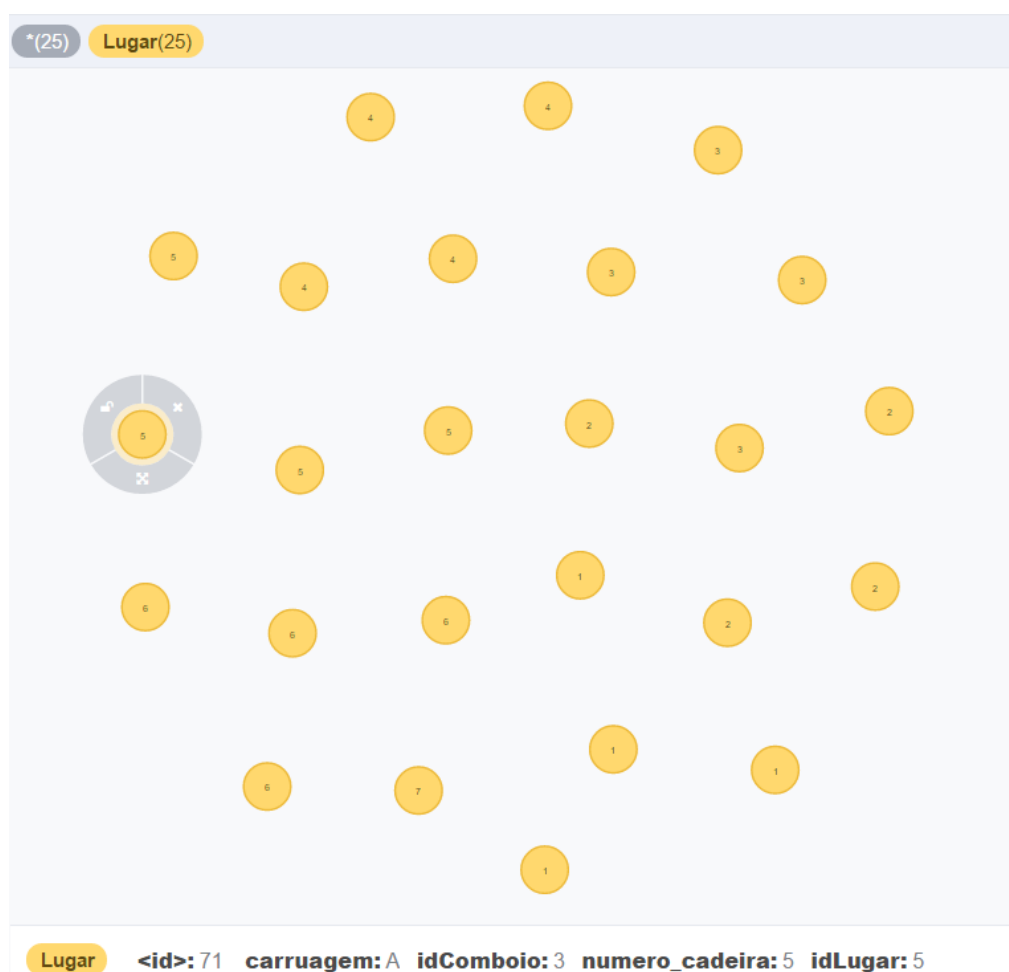 *(25) Lugar(25)
4 4 3
5 4 4 3 3
5 5 5 2 3 2
6 6 6 1 2 2
6 7 1 1
1
Lugar <id>: 71 carruagem: A idComboio: 3 numero_cadeira: 5 idLugar: 5